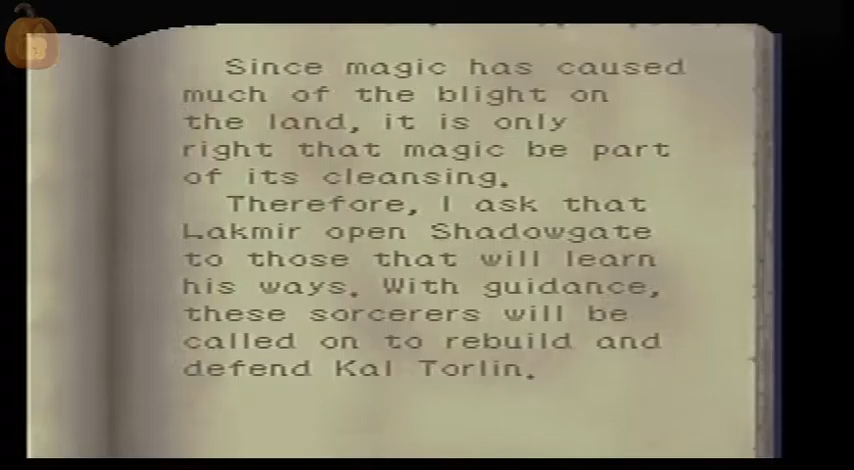 Since magic has caused
much of the blight on
the land, it is only
right that magic be part
of its cleansing.
Therefore, I ask that
Lakmir open Shadowgate
to those that will learn
his ways. With guidance,
these sorcerers will be
called on to rebuild and
defend Kal Torlin.